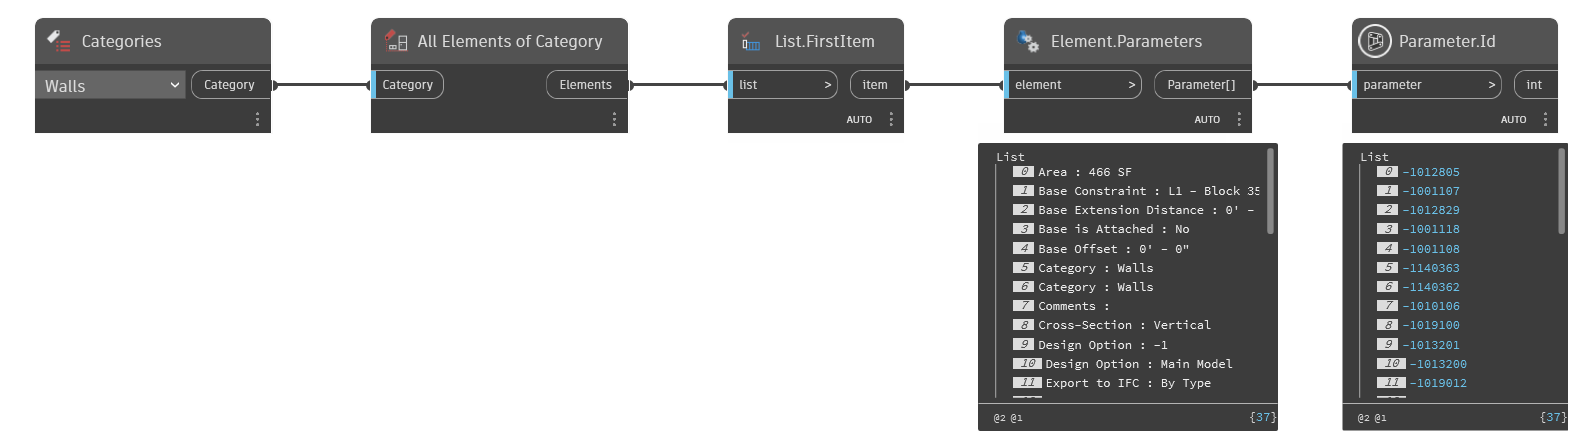 Categories
Walls
Category
All Elements of Category
Category
Elements
List.FirstItem
list >
item
AUTO
Element.Parameters
element >
Parameter[]
AUTO
Parameter.Id
parameter >
int
AUTO
List
0 Area : 466 SF
1 Base Constraint : L1 - Block 35
2 Base Extension Distance : 0' -
3 Base is Attached : No
4 Base Offset : 0' - 0"
5 Category : Walls
6 Category : Walls
7 Comments :
8 Cross-Section : Vertical
9 Design Option : -1
10 Design Option : Main Model
11 Export to IFC : By Type
@2 @1
{37}
List
0 -1012805
1 -1001107
2 -1012829
3 -1001118
4 -1001108
5 -1140363
6 -1140362
7 -1010106
8 -1019100
9 -1013201
10 -1013200
11 -1019012
@2 @1
{37}